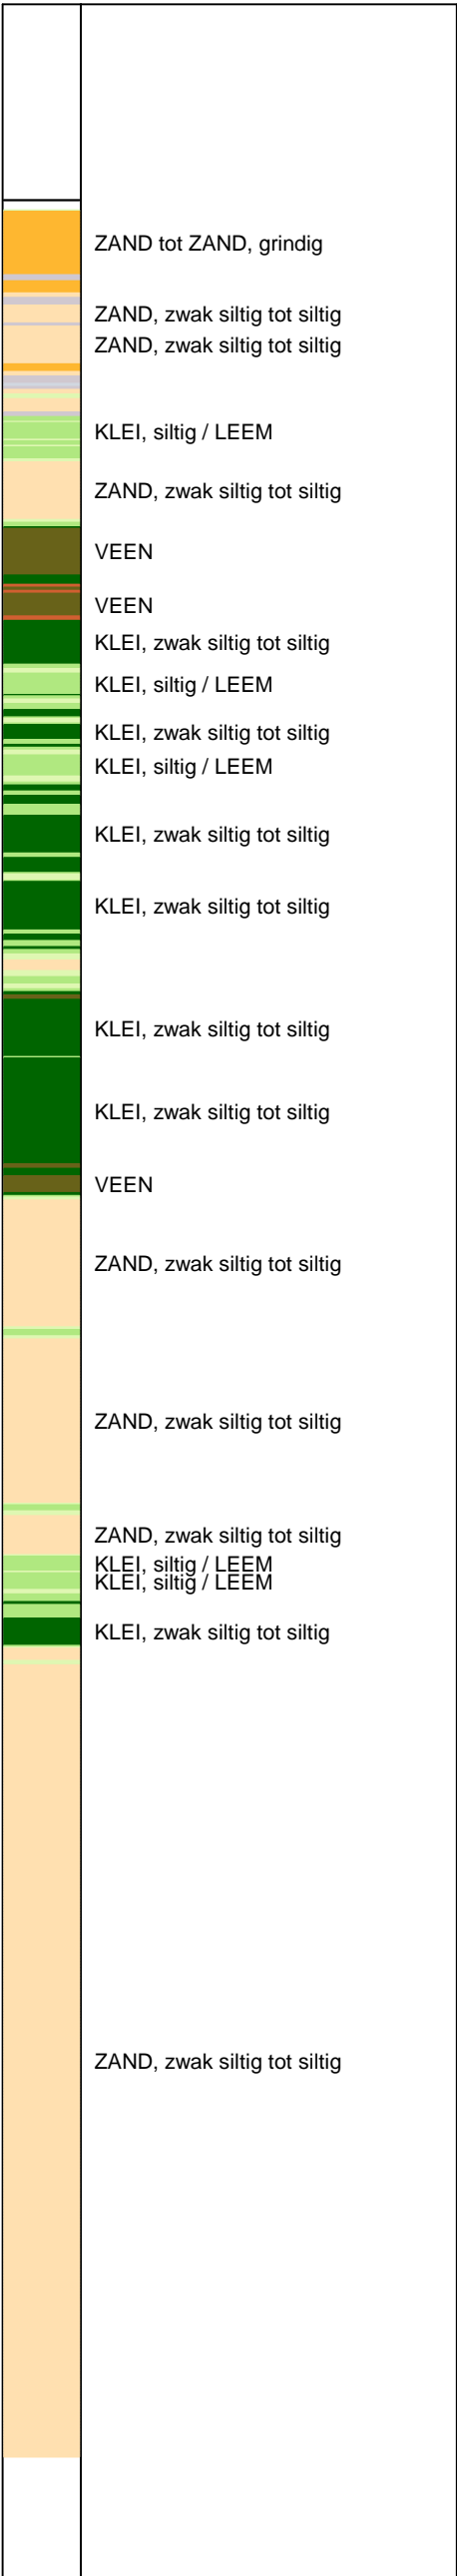 ZAND tot ZAND, grindig
ZAND, zwak siltig tot siltig
ZAND, zwak siltig tot siltig
KLEI, siltig / LEEM
ZAND, zwak siltig tot siltig
VEEN
VEEN
KLEI, zwak siltig tot siltig
KLEI, siltig / LEEM
KLEI, zwak siltig tot siltig
KLEI, siltig / LEEM
KLEI, zwak siltig tot siltig
KLEI, zwak siltig tot siltig
KLEI, zwak siltig tot siltig
KLEI, zwak siltig tot siltig
VEEN
ZAND, zwak siltig tot siltig
ZAND, zwak siltig tot siltig
ZAND, zwak siltig tot siltig
KLEI, siltig / LEEM
KLEI, siltig / LEEM
KLEI, zwak siltig tot siltig
ZAND, zwak siltig tot siltig